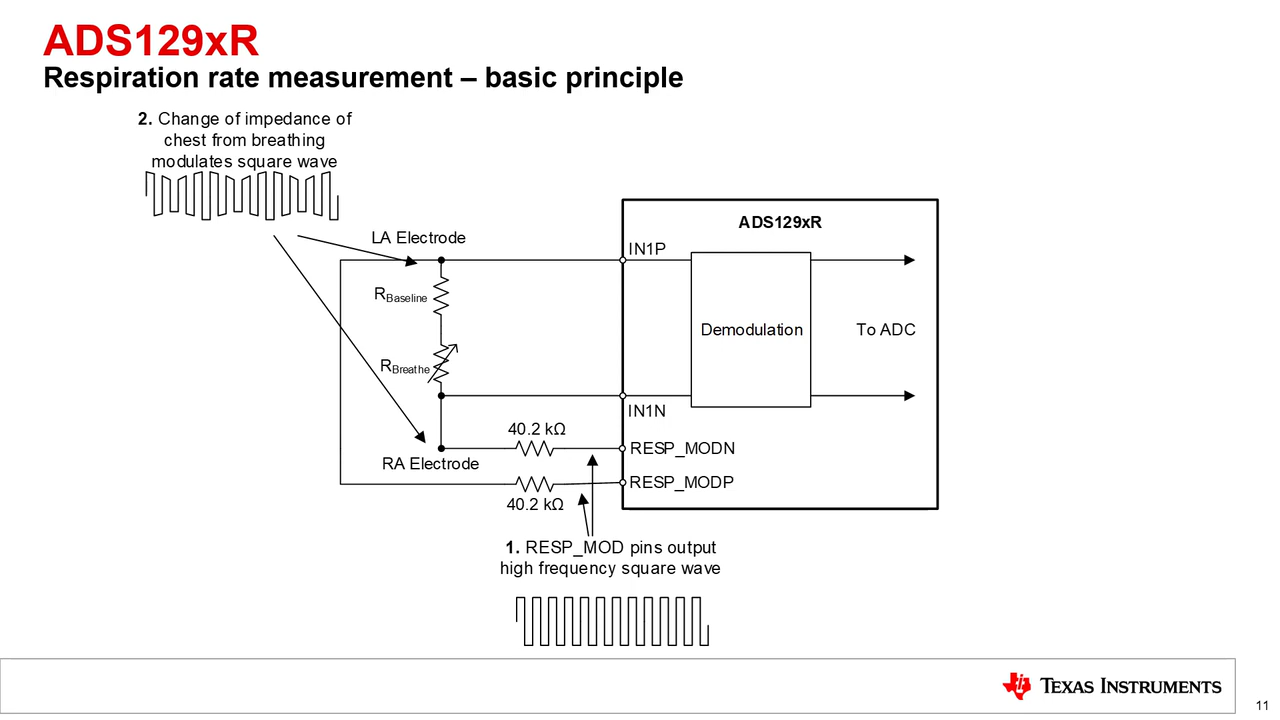 ADS129xR
Respiration rate measurement – basic principle
2. Change of impedance of
chest from breathing
modulates square wave
LA Electrode
RBaseline
RBreathe
RA Electrode
40.2 kΩ
40.2 kΩ
ADS129xR
IN1P
Demodulation
To ADC
IN1N
RESP_MODN
RESP_MODP
1. RESP_MOD pins output
high frequency square wave
TEXAS INSTRUMENTS
11